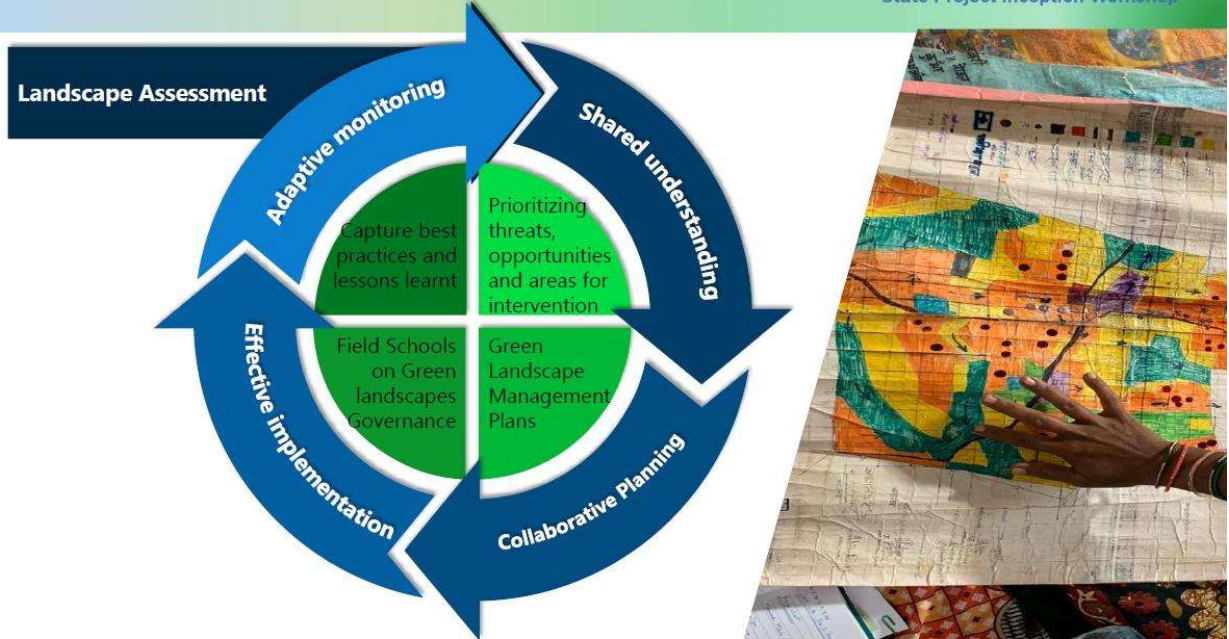 State Project Inception Workshop
Landscape Assessment
Adaptive monitoring
Shared understanding
Capture best
practices and
lessons learnt
Prioritizing
threats,
opportunities
and areas for
intervention
Field Schools
on Green
landscapes
Governance
Green
Landscape
Management
Plans
Effective implementation
Collaborative Planning